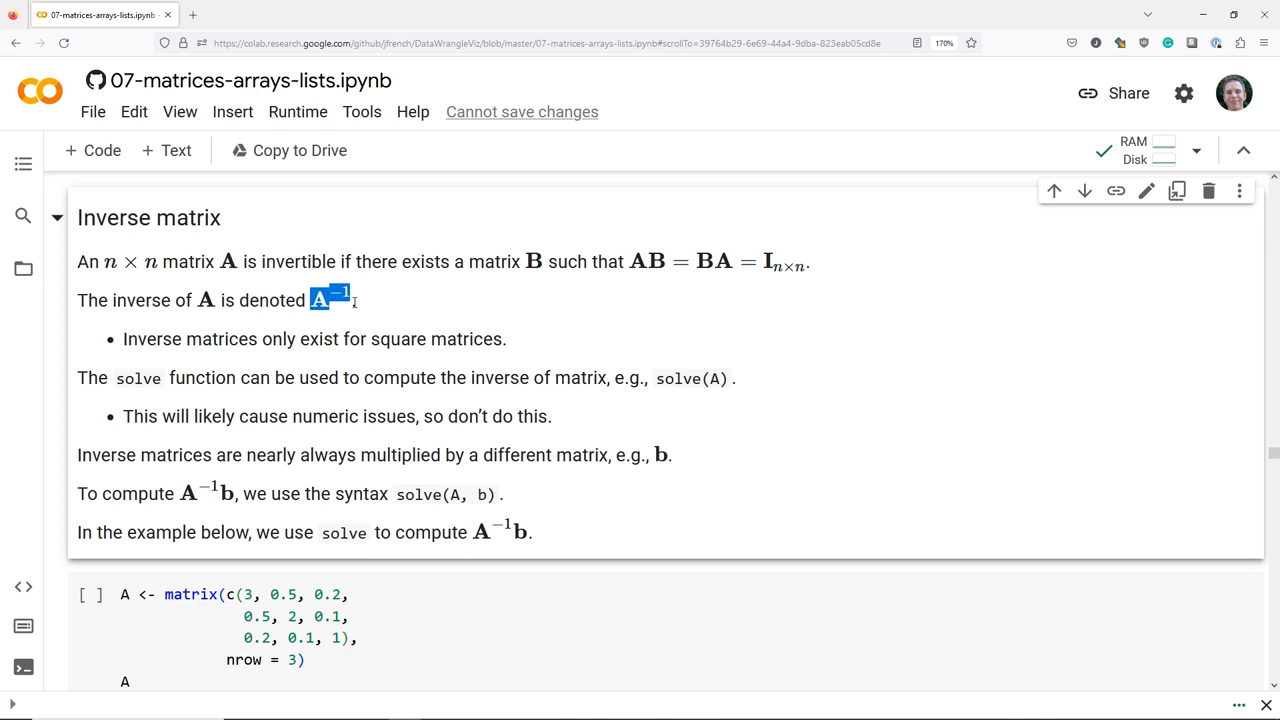 07-matrices-arrays-lists.ipynb -
https://colab.research.google.com/github/jfrench/DataWrangleViz/blob/master/07-matrices-arrays-lists.ipynb#scrollTo=39764b29-6e69-44a4-9dba-823eab05cd8e
170%
CO
07-matrices-arrays-lists.ipynb
Share
File Edit View Insert Runtime Tools Help Cannot save changes
+ Code + Text Copy to Drive
RAM
Disk
Inverse matrix
An n × n matrix A is invertible if there exists a matrix B such that AB = BA = Iₙ×ₙ.
The inverse of A is denoted A⁻¹.
• Inverse matrices only exist for square matrices.
The solve function can be used to compute the inverse of matrix, e.g., solve(A).
• This will likely cause numeric issues, so don’t do this.
Inverse matrices are nearly always multiplied by a different matrix, e.g., b.
To compute A⁻¹b, we use the syntax solve(A, b).
In the example below, we use solve to compute A⁻¹b.
[ ] A <- matrix(c(3, 0.5, 0.2,
0.5, 2, 0.1,
0.2, 0.1, 1),
nrow = 3)
A